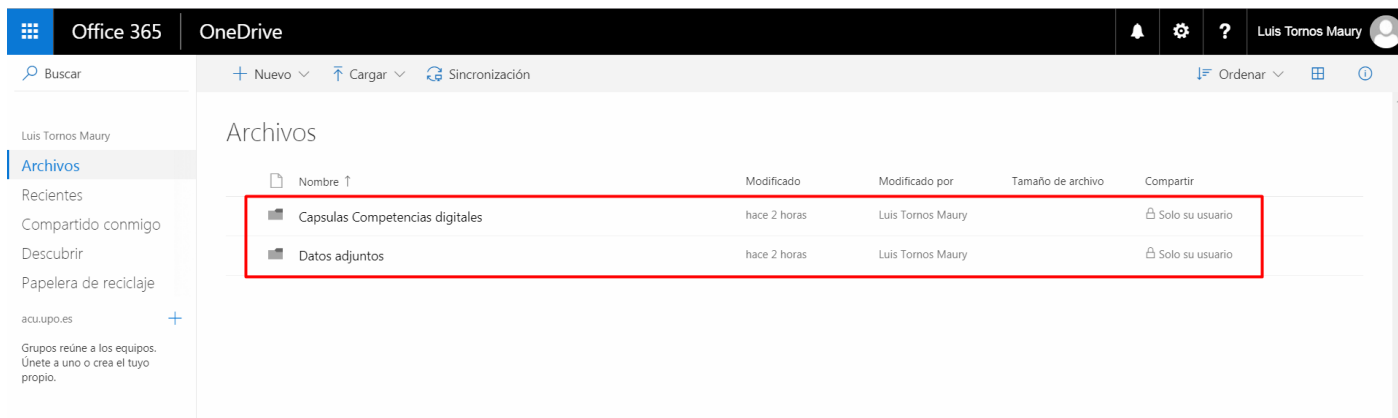 Office 365 OneDrive ? Luis Tornos Maury
Buscar + Nuevo Cargar Sincronización Ordenar
Luis Tornos Maury
Archivos
Recientes
Compartido conmigo
Descubrir
Papelera de reciclaje
acu.upo.es +
Grupos reúne a los equipos.
Únete a uno o crea el tuyo
propio.
Archivos
Nombre ↑ Modificado Modificado por Tamaño de archivo Compartir
Capsulas Competencias digitales hace 2 horas Luis Tornos Maury Solo su usuario
Datos adjuntos hace 2 horas Luis Tornos Maury Solo su usuario